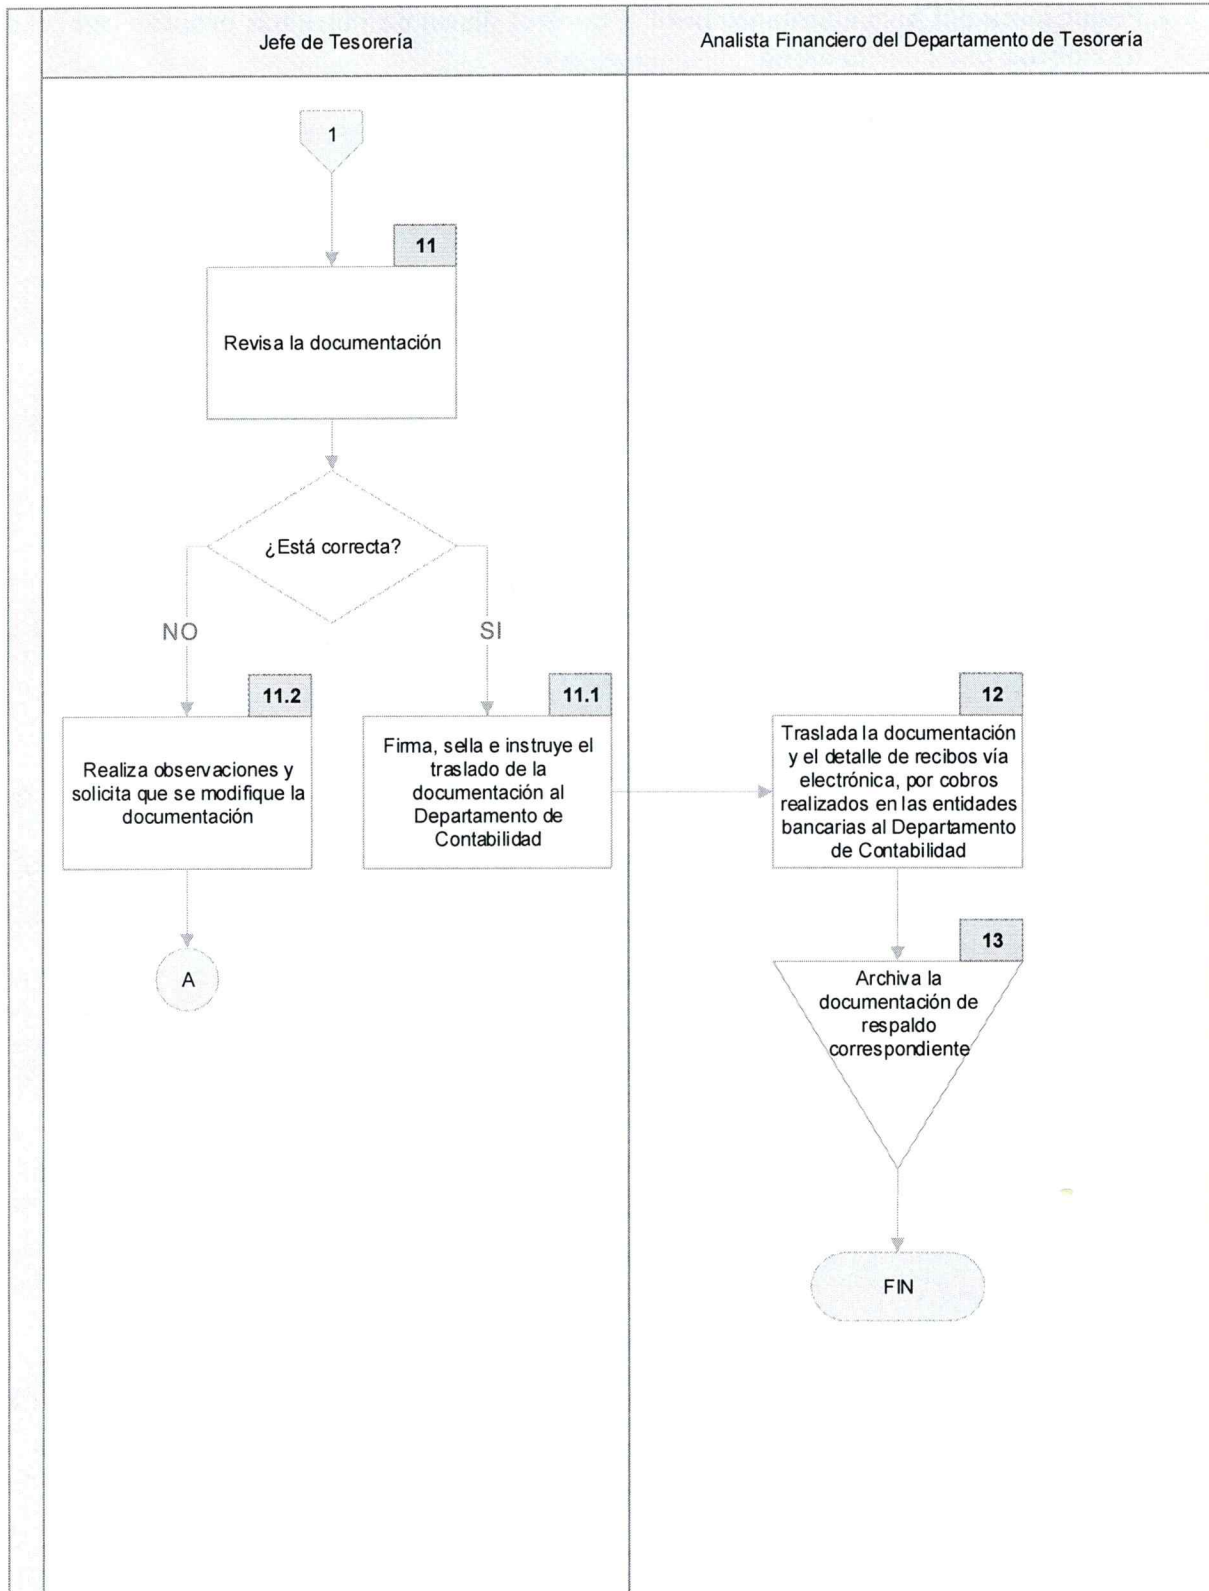 Jefe de Tesorería
Analista Financiero del Departamento de Tesorería
1
11
Revisa la documentación
¿Está correcta?
NO
SI
11.2
Realiza observaciones y
solicita que se modifique la
documentación
A
11.1
Firma, sella e instruye el
traslado de la
documentación al
Departamento de
Contabilidad
12
Traslada la documentación
y el detalle de recibos vía
electrónica, por cobros
realizados en las entidades
bancarias al Departamento
de Contabilidad
13
Archiva la
documentación de
respaldo
correspondiente
FIN